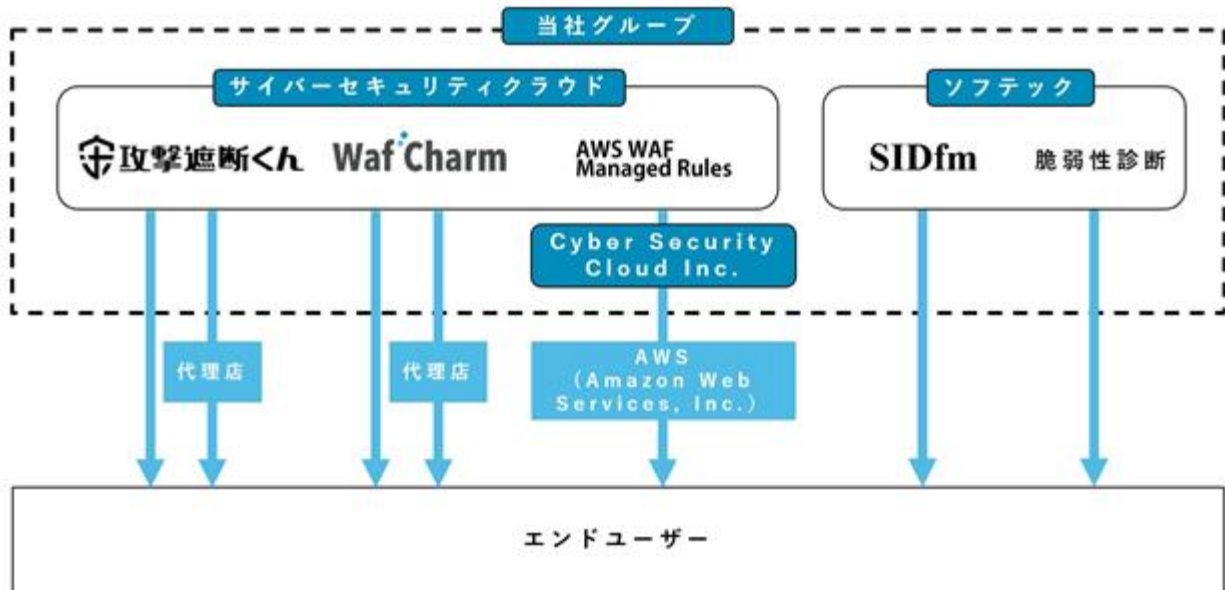 当社グループ
サイバーセキュリティクラウド
ソフテック
攻撃遮断くん
Waf Charm
AWS WAF
Managed Rules
SIDfm
脆弱性診断
Cyber Security
Cloud Inc.
代理店
代理店
AWS
(Amazon Web
Services, Inc.)
エンドユーザー